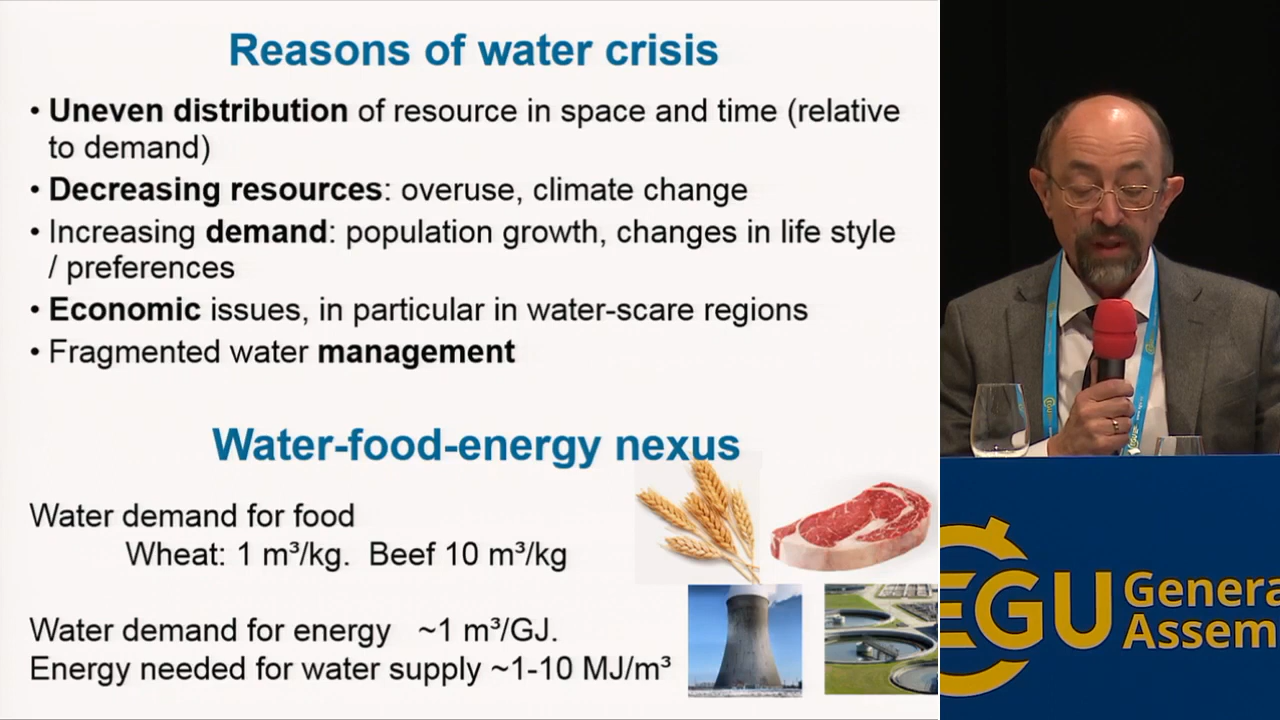 Reasons of water crisis
• Uneven distribution of resource in space and time (relative
to demand)
• Decreasing resources: overuse, climate change
• Increasing demand: population growth, changes in life style
/ preferences
• Economic issues, in particular in water-scare regions
• Fragmented water management
Water-food-energy nexus
Water demand for food
Wheat: 1 m³/kg. Beef 10 m³/kg
Water demand for energy ~1 m³/GJ.
Energy needed for water supply ~1-10 MJ/m³
EGU Genera
Assem